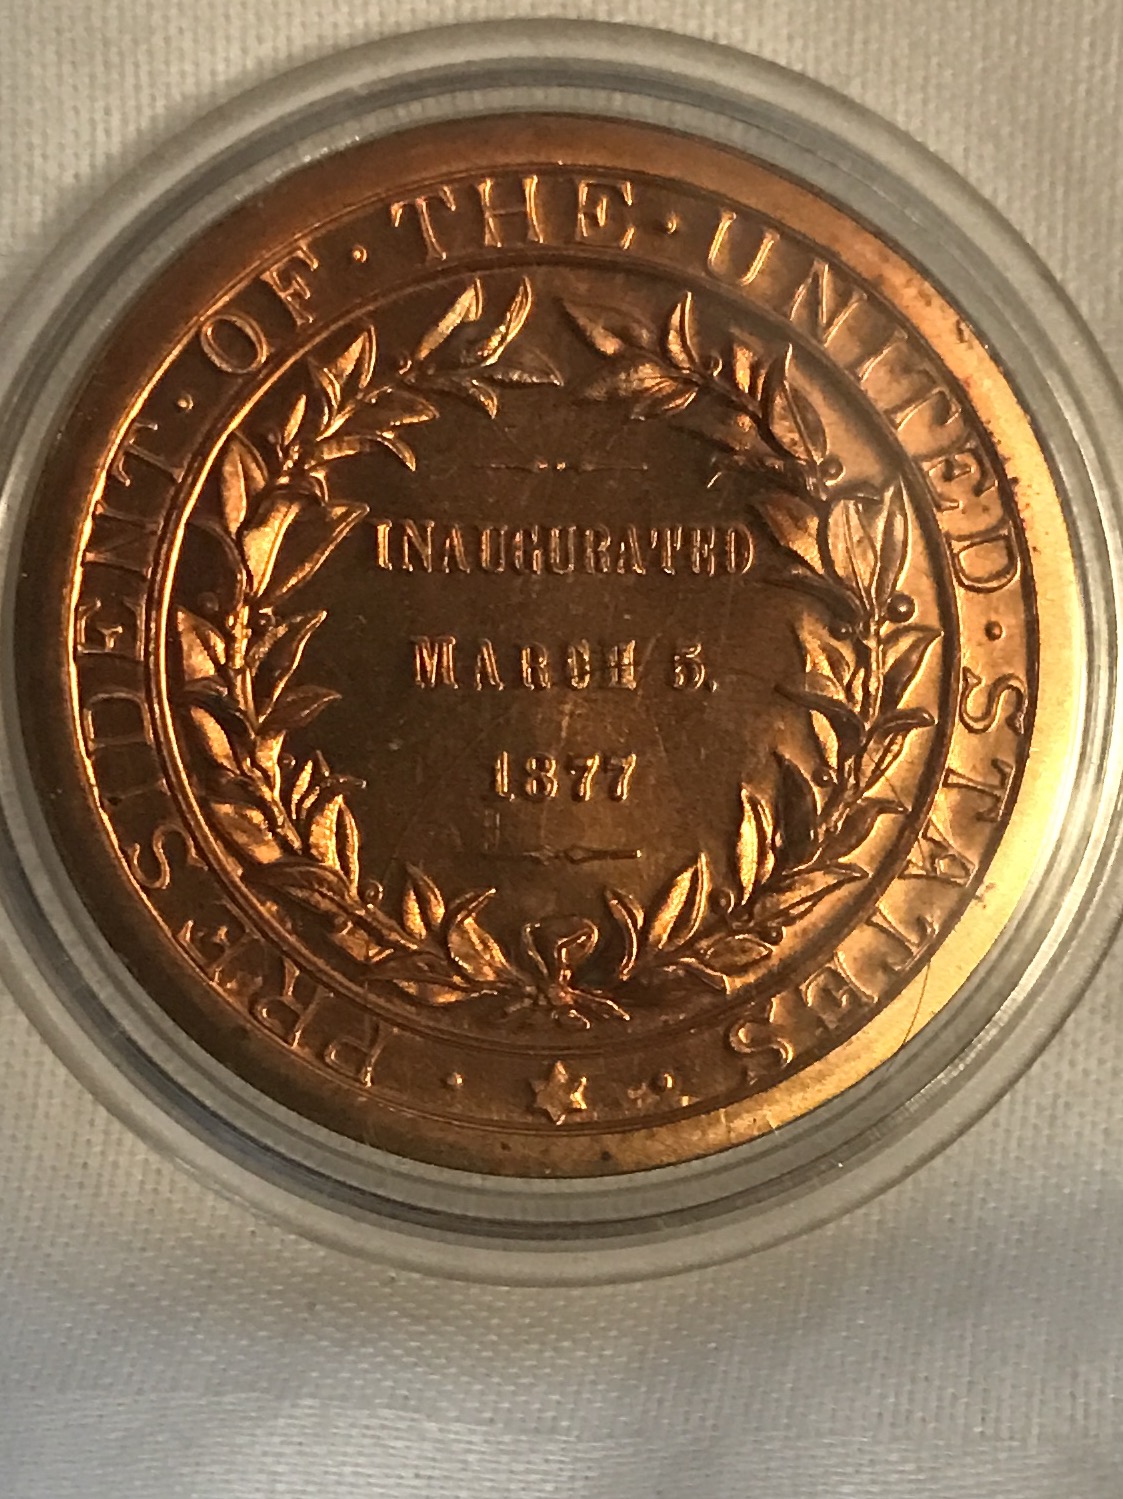 PRESIDENT · OF · THE · UNITED · STATES
INAUGURATED
MARCH 5,
1877